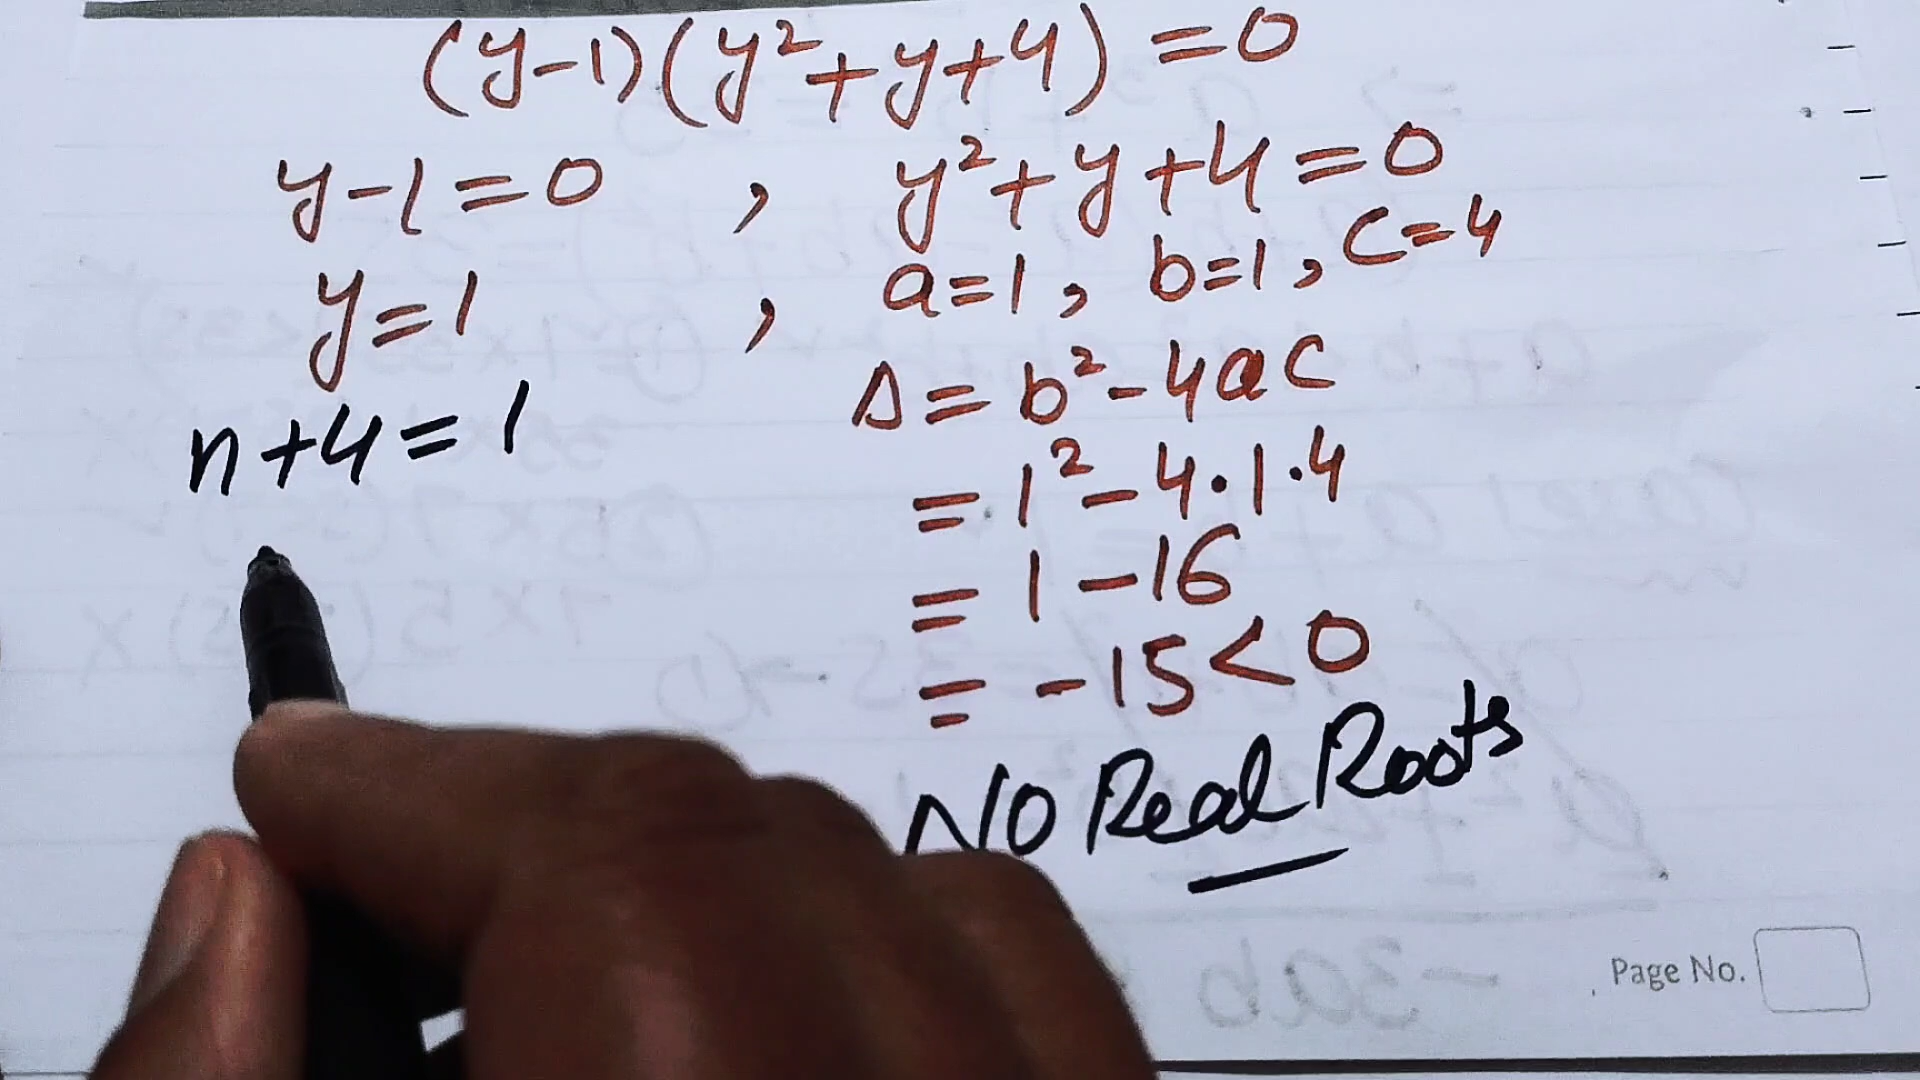 (y-1)(y²+y+4)=0
y-1=0 , y²+y+4=0
y=1 , a=1, b=1, c=4
n+4=1
Δ = b²-4ac
= 1²-4·1·4
= 1-16
= -15<0
NO Real Roots
Page No.